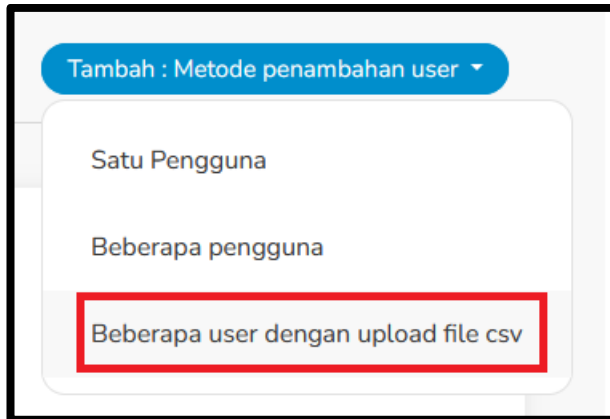 Tambah : Metode penambahan user
Satu Pengguna
Beberapa pengguna
Beberapa user dengan upload file csv